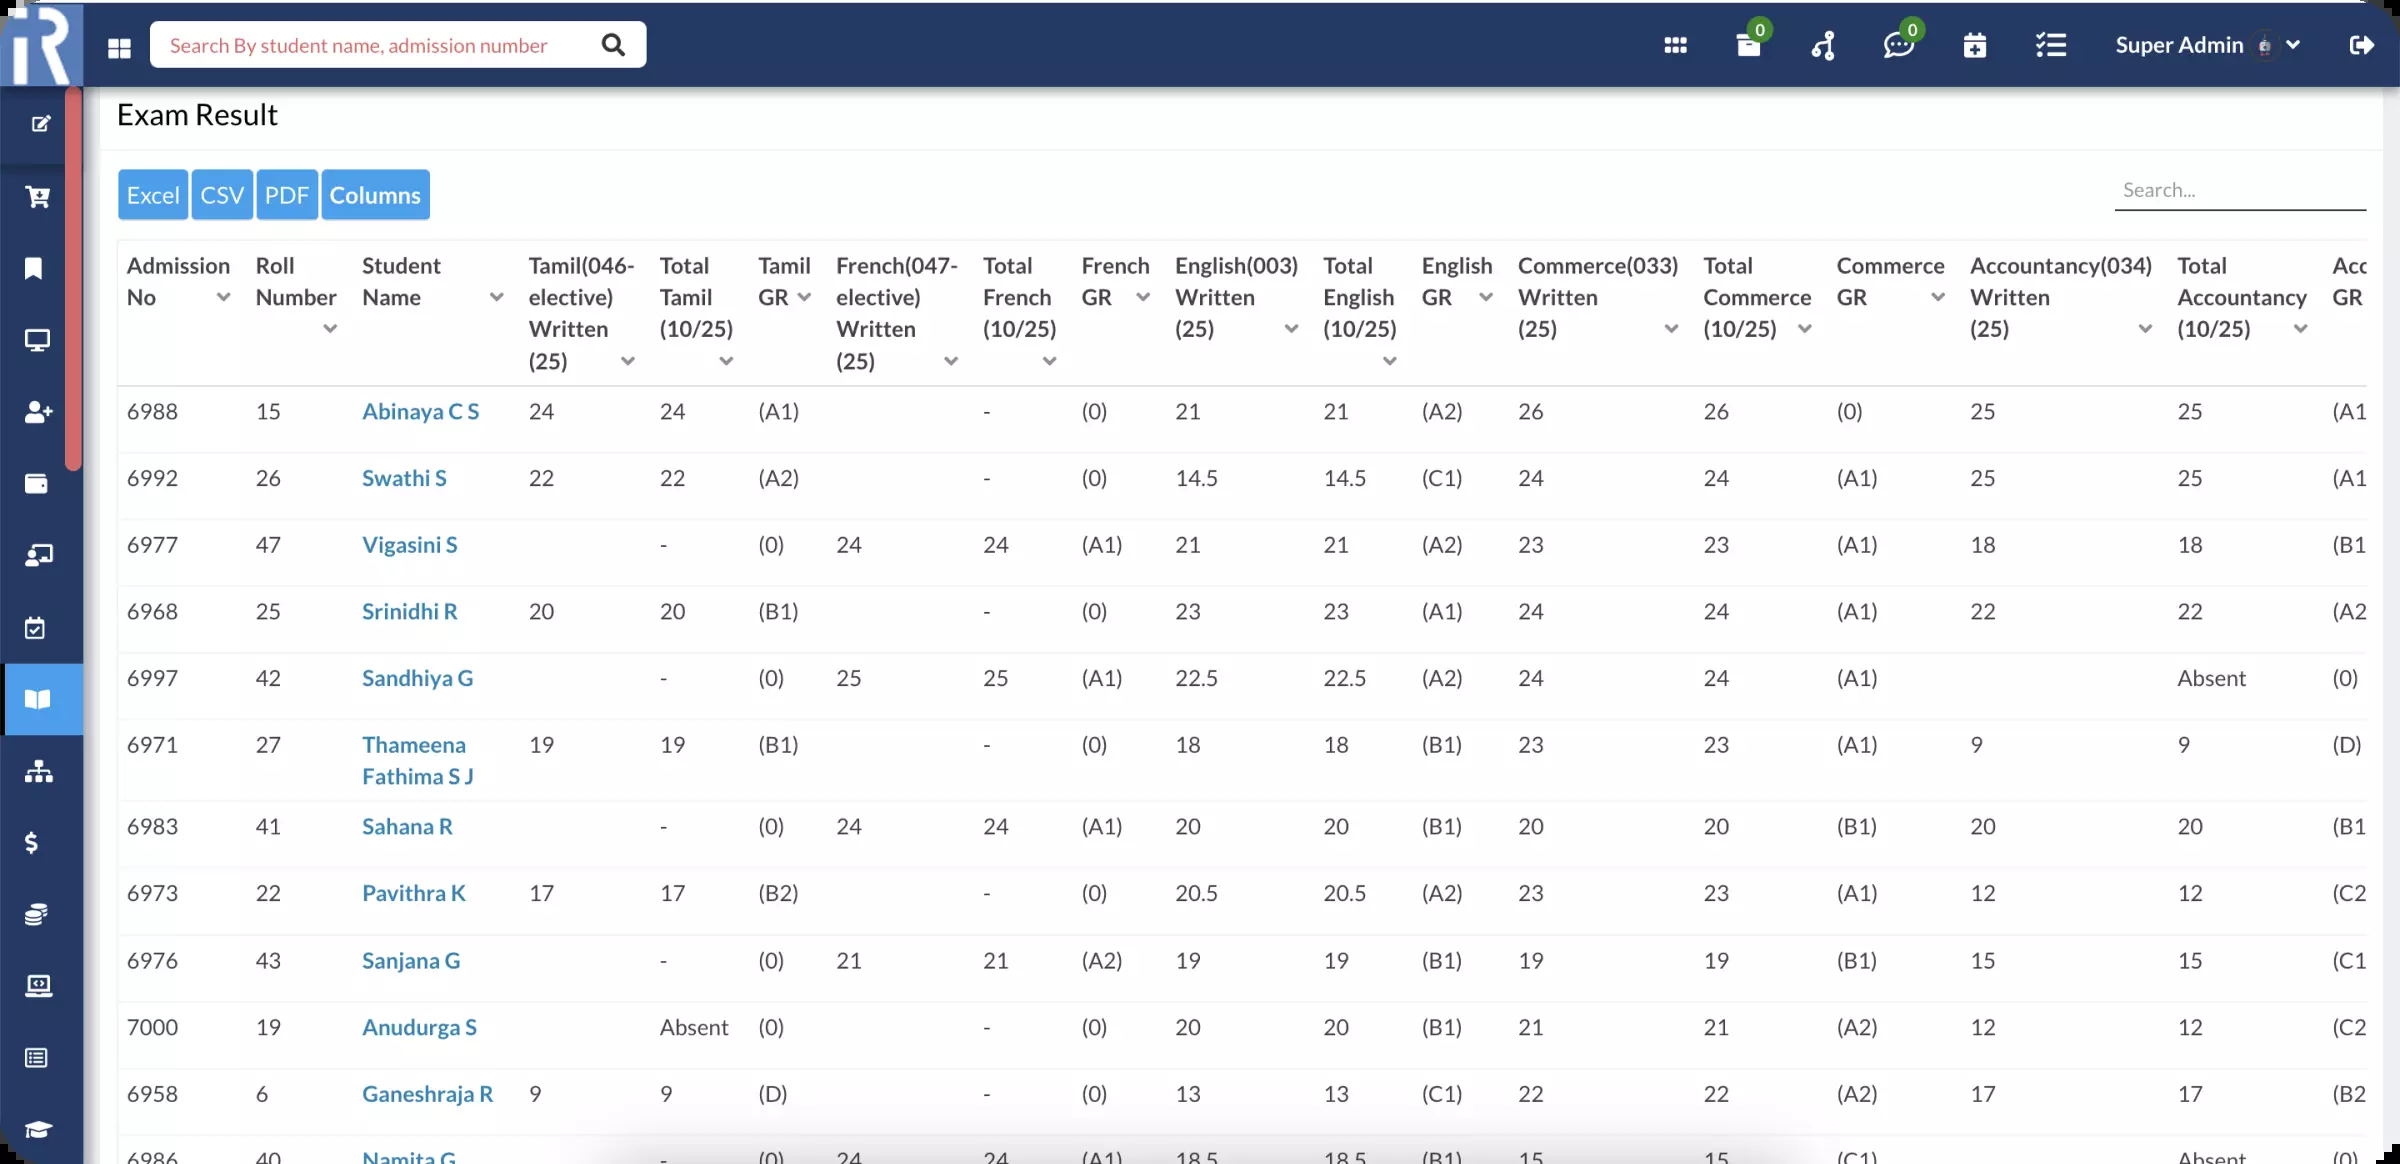 iR
Search By student name, admission number
0
0
Super Admin
Exam Result
Excel CSV PDF Columns
Search...
Admission No
Roll Number
Student Name
Tamil(046-elective) Written (25)
Total Tamil (10/25)
Tamil GR
French(047-elective) Written (25)
Total French (10/25)
French GR
English(003) Written (25)
Total English (10/25)
English GR
Commerce(033) Written (25)
Total Commerce (10/25)
Commerce GR
Accountancy(034) Written (25)
Total Accountancy (10/25)
Acc GR
6988 15 Abinaya C S 24 24 (A1) - (0) 21 21 (A2) 26 26 (0) 25 25 (A1
6992 26 Swathi S 22 22 (A2) - (0) 14.5 14.5 (C1) 24 24 (A1) 25 25 (A1
6977 47 Vigasini S - (0) 24 24 (A1) 21 21 (A2) 23 23 (A1) 18 18 (B1
6968 25 Srinidhi R 20 20 (B1) - (0) 23 23 (A1) 24 24 (A1) 22 22 (A2
6997 42 Sandhiya G - (0) 25 25 (A1) 22.5 22.5 (A2) 24 24 (A1) Absent (0)
6971 27 Thameena Fathima S J 19 19 (B1) - (0) 18 18 (B1) 23 23 (A1) 9 9 (D)
6983 41 Sahana R - (0) 24 24 (A1) 20 20 (B1) 20 20 (B1) 20 20 (B1
6973 22 Pavithra K 17 17 (B2) - (0) 20.5 20.5 (A2) 23 23 (A1) 12 12 (C2
6976 43 Sanjana G - (0) 21 21 (A2) 19 19 (B1) 19 19 (B1) 15 15 (C1
7000 19 Anudurga S Absent (0) - (0) 20 20 (B1) 21 21 (A2) 12 12 (C2
6958 6 Ganeshraja R 9 9 (D) - (0) 13 13 (C1) 22 22 (A2) 17 17 (B2
6986 40 Namita G - (0) 24 24 (A1) 18.5 18.5 (B1) 15 15 (C1) Absent (0)